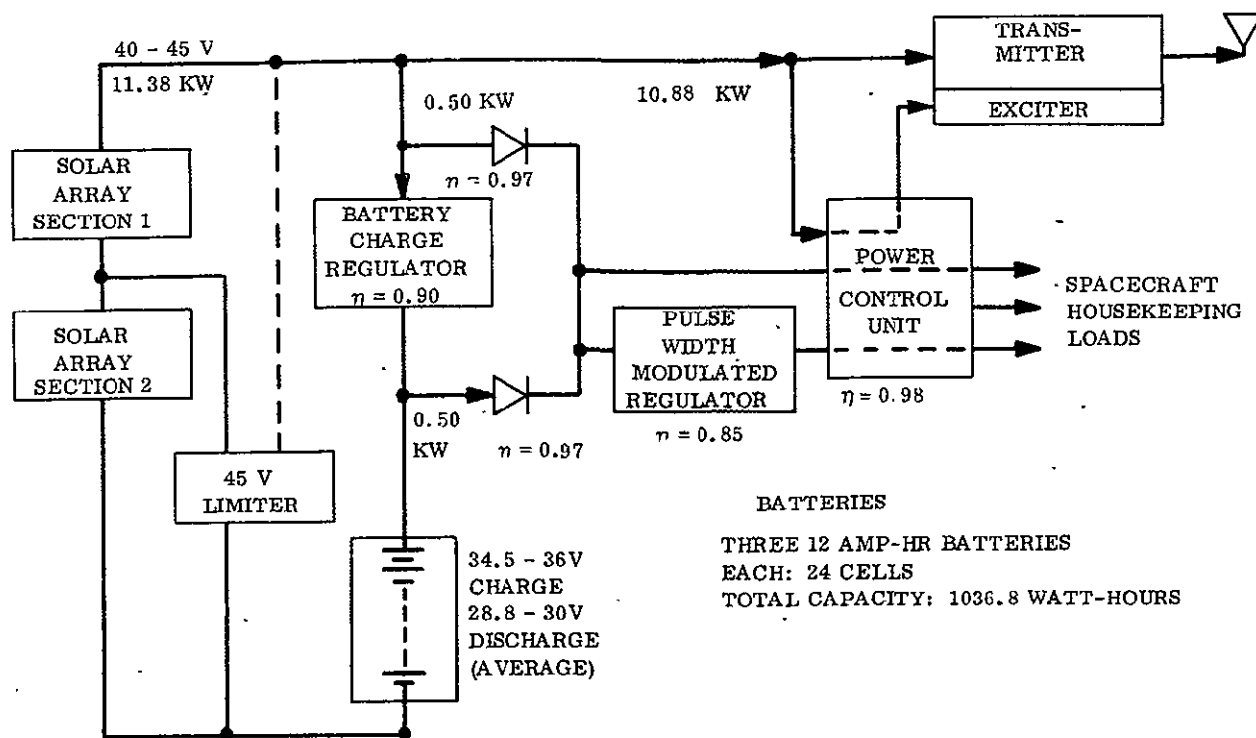 40 - 45 V
11.38 KW
0.50 KW
10.88 KW
TRANS-
MITTER
EXCITER
SOLAR
ARRAY
SECTION 1
SOLAR
ARRAY
SECTION 2
45 V
LIMITER
η = 0.97
BATTERY
CHARGE
REGULATOR
η = 0.90
0.50
KW
η = 0.97
PULSE
WIDTH
MODULATED
REGULATOR
η = 0.85
POWER
CONTROL
UNIT
η = 0.98
SPACECRAFT
HOUSEKEEPING
LOADS
34.5 - 36V
CHARGE
28.8 - 30V
DISCHARGE
(AVERAGE)
BATTERIES
THREE 12 AMP-HR BATTERIES
EACH: 24 CELLS
TOTAL CAPACITY: 1036.8 WATT-HOURS